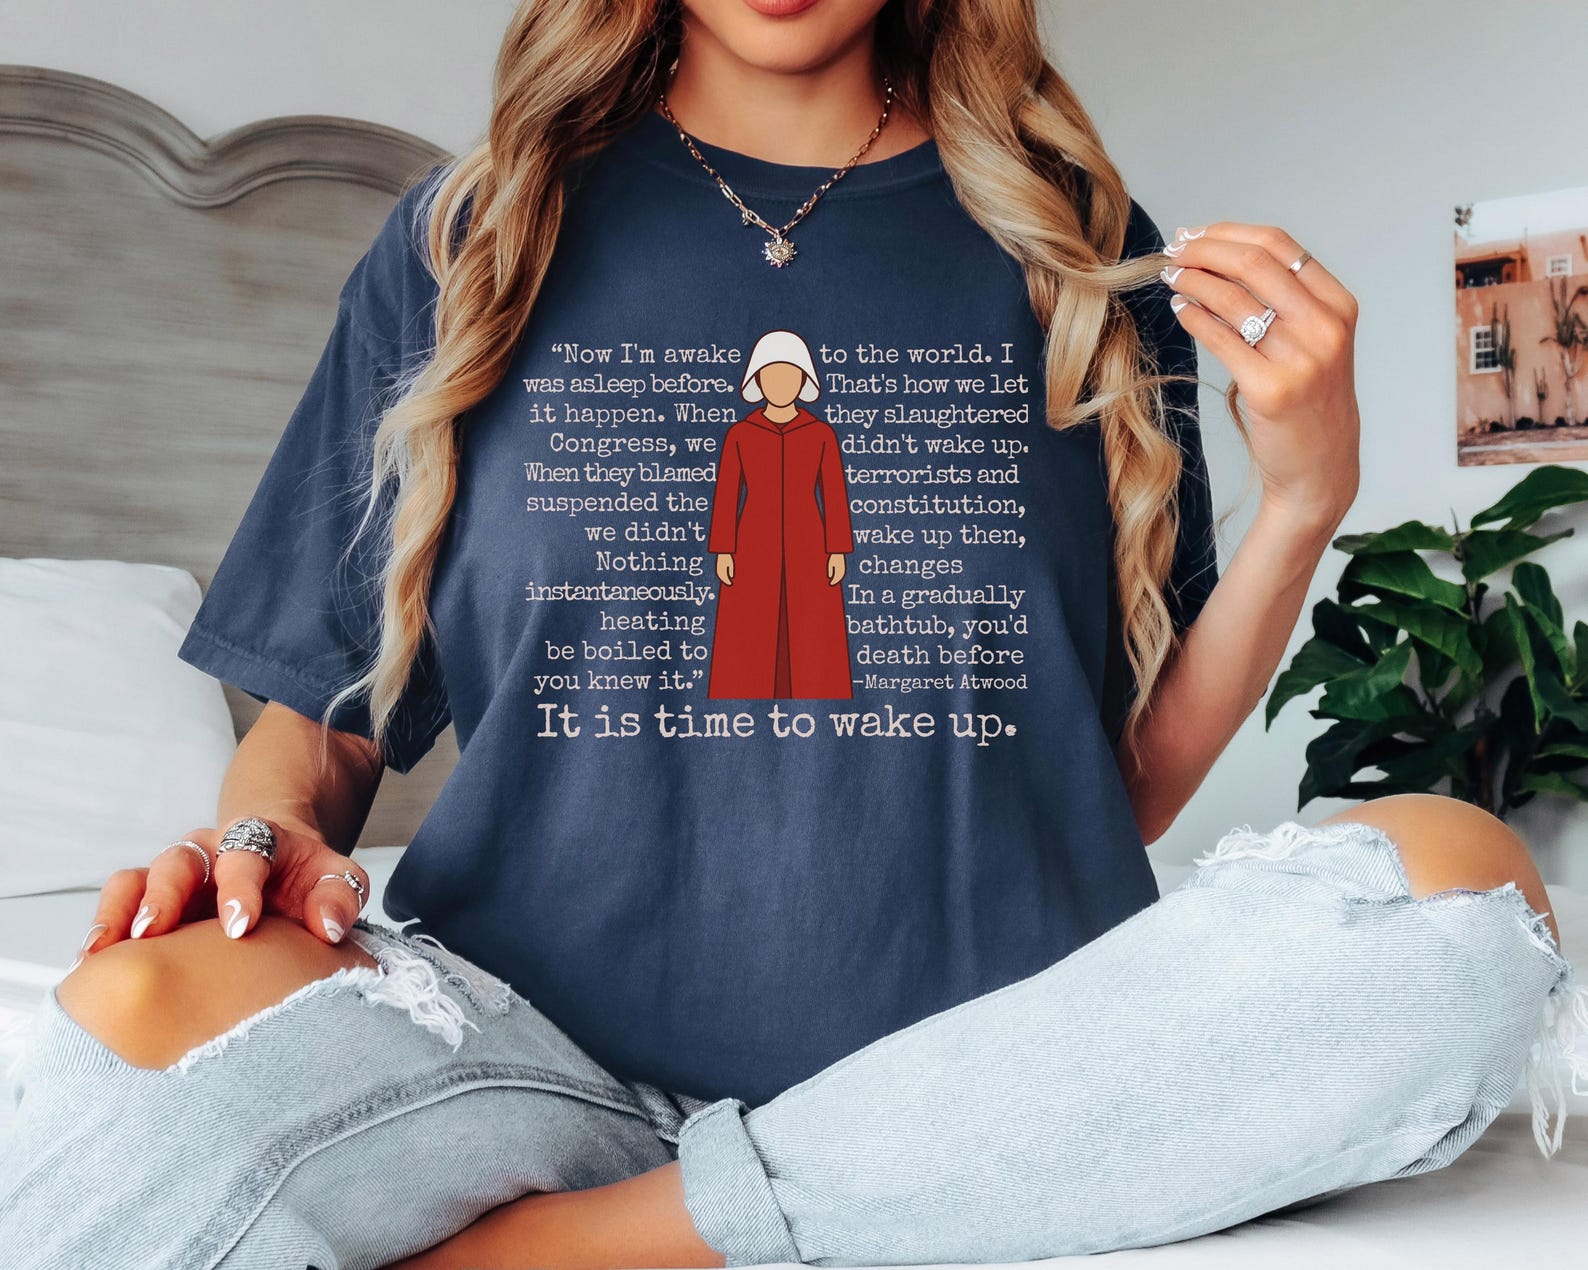 “Now I'm awake to the world. I
was asleep before. That's how we let
it happen. When they slaughtered
Congress, we didn't wake up.
When they blamed terrorists and
suspended the constitution,
we didn't wake up then,
Nothing changes
instantaneously. In a gradually
heating bathtub, you'd
be boiled to death before
you knew it.” -Margaret Atwood
It is time to wake up.